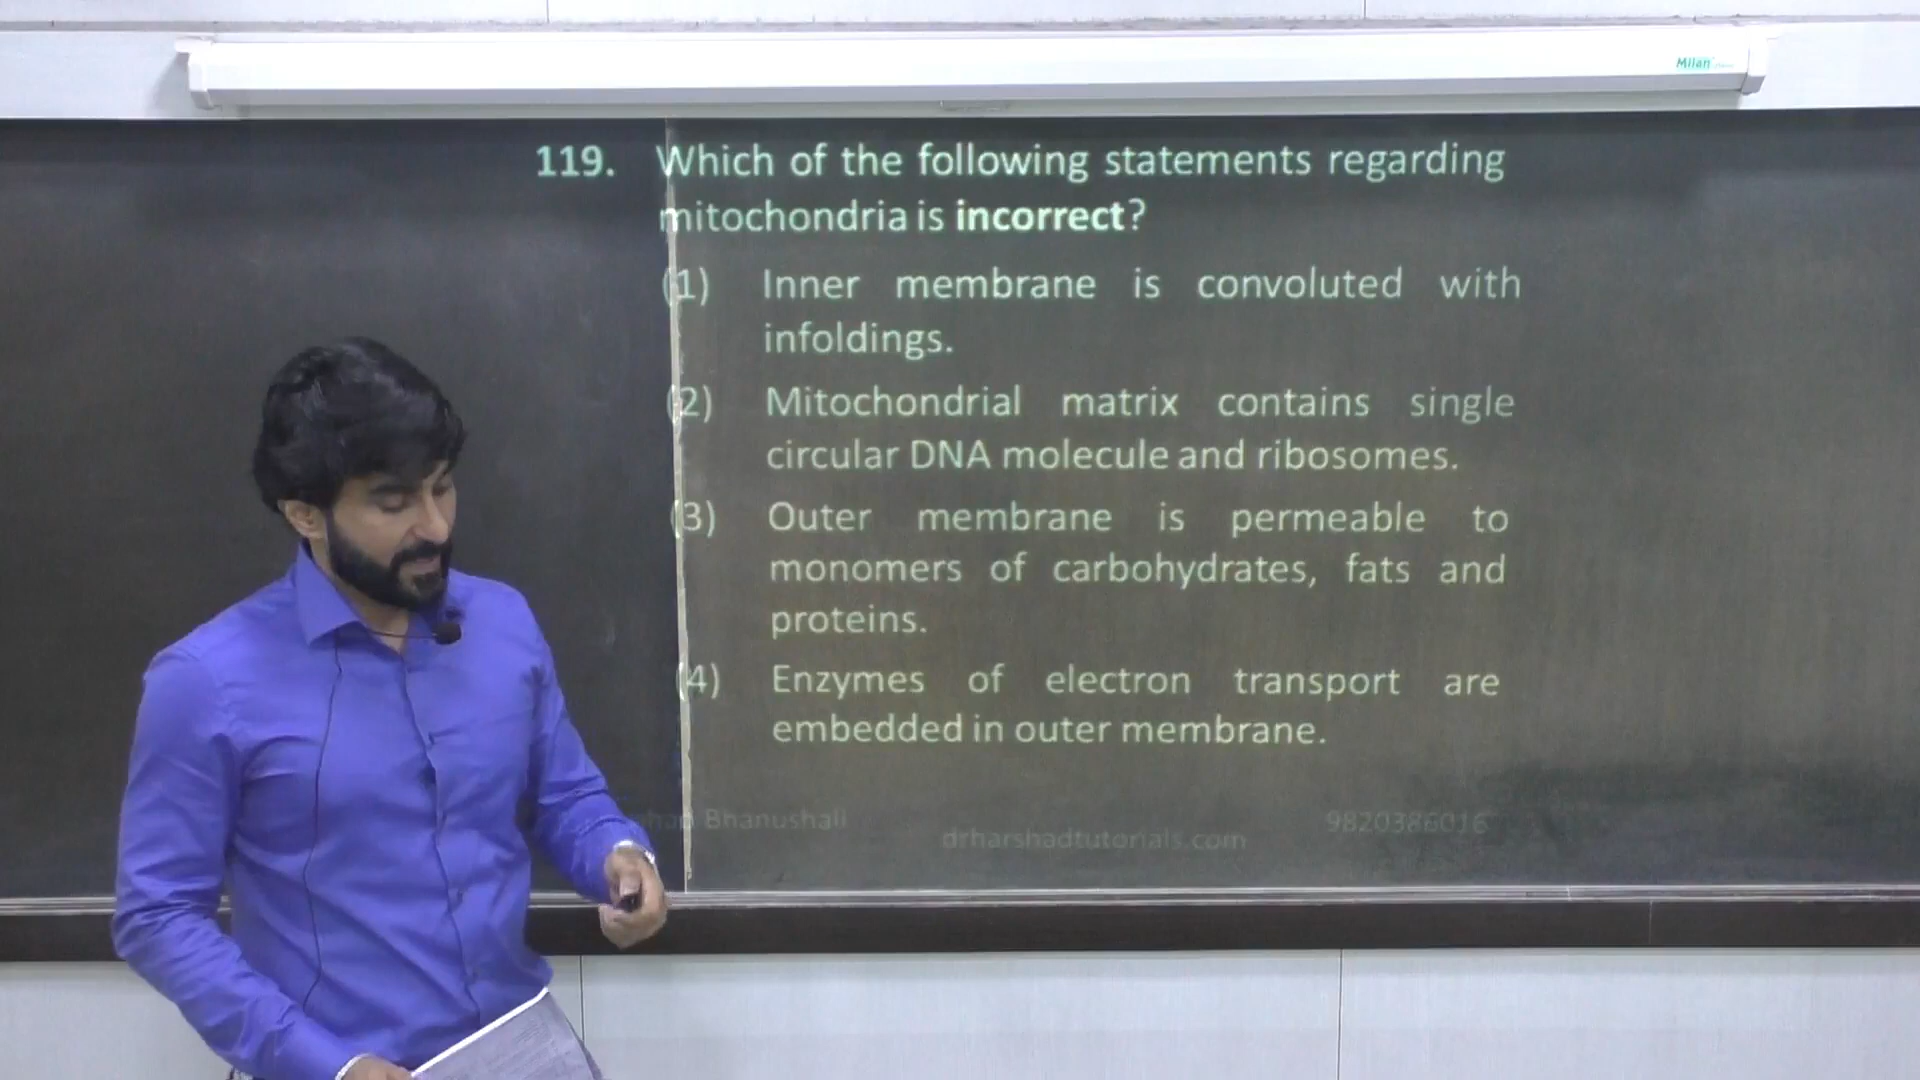 Milan
119. Which of the following statements regarding
mitochondria is incorrect?
(1) Inner membrane is convoluted with
infoldings.
(2) Mitochondrial matrix contains single
circular DNA molecule and ribosomes.
(3) Outer membrane is permeable to
monomers of carbohydrates, fats and
proteins.
(4) Enzymes of electron transport are
embedded in outer membrane.
Bhanushali
drharshadtutorials.com
9820386016